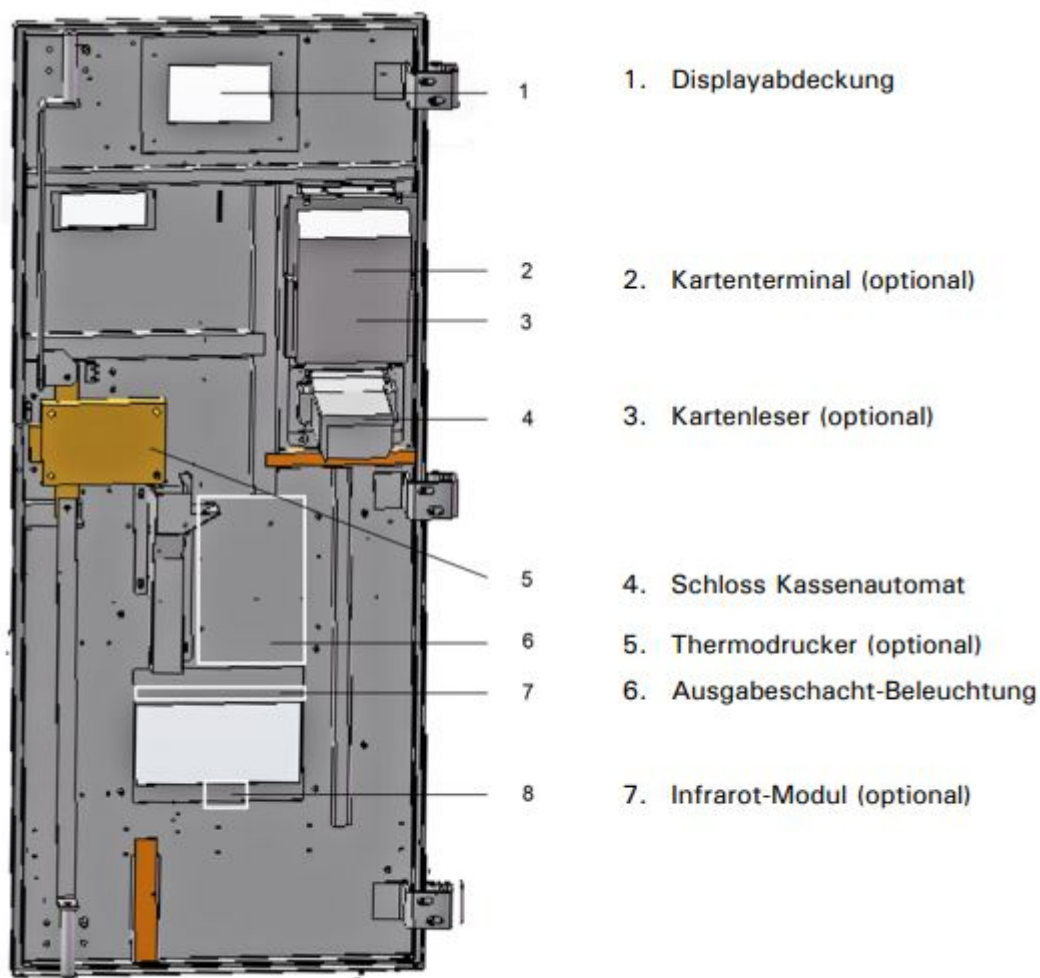 1
2
3
4
5
6
7
8
1. Displayabdeckung
2. Kartenterminal (optional)
3. Kartenleser (optional)
4. Schloss Kassenautomat
5. Thermodrucker (optional)
6. Ausgabeschacht-Beleuchtung
7. Infrarot-Modul (optional)